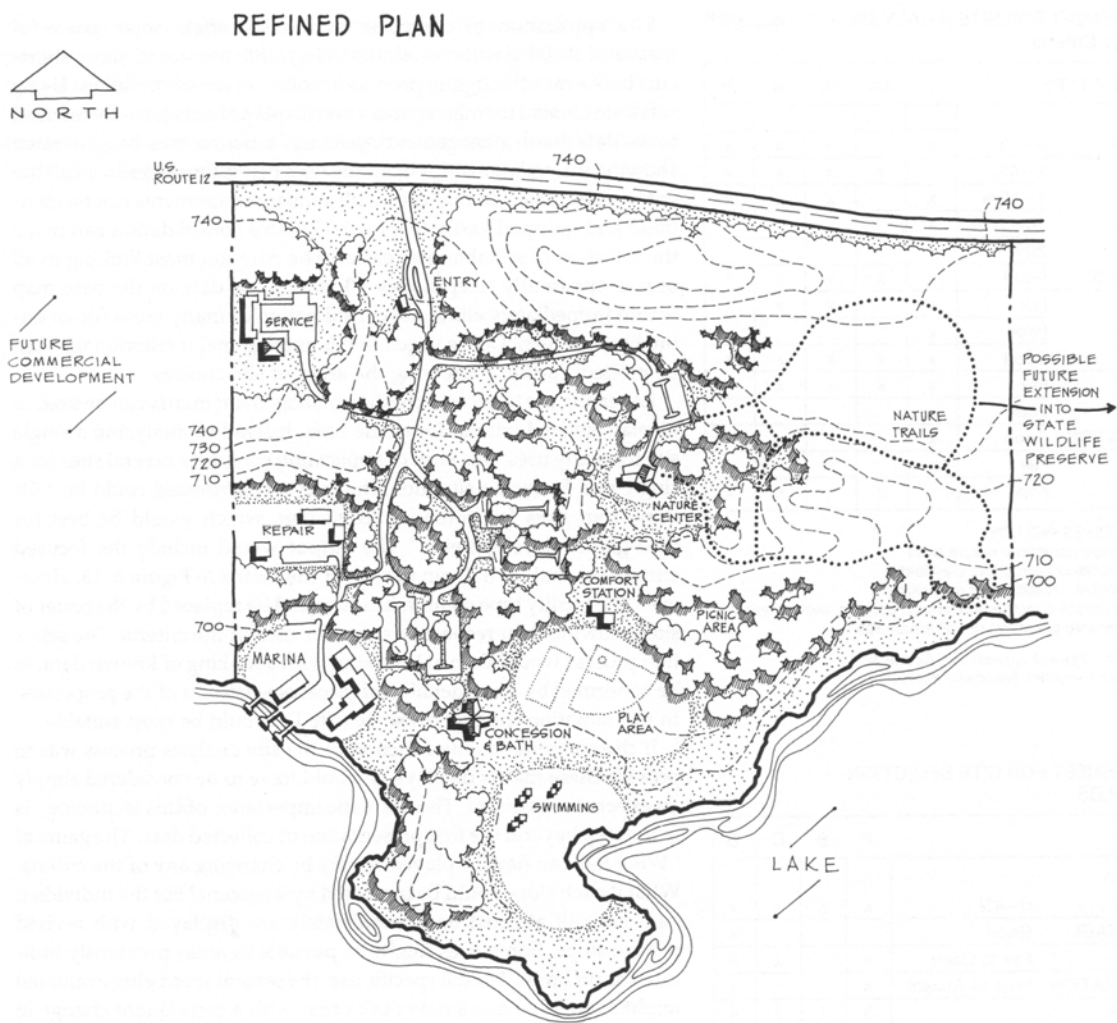 REFINED PLAN
NORTH
U.S.
ROUTE 12
740
740
740
ENTRY
SERVICE
FUTURE
COMMERCIAL
DEVELOPMENT
POSSIBLE
FUTURE
EXTENSION
INTO
STATE
WILDLIFE
PRESERVE
NATURE
TRAILS
740
730
720
710
720
NATURE
CENTER
REPAIR
710
700
COMFORT
STATION
PICNIC
AREA
700
MARINA
PLAY
AREA
CONCESSION
& BATH
SWIMMING
LAKE